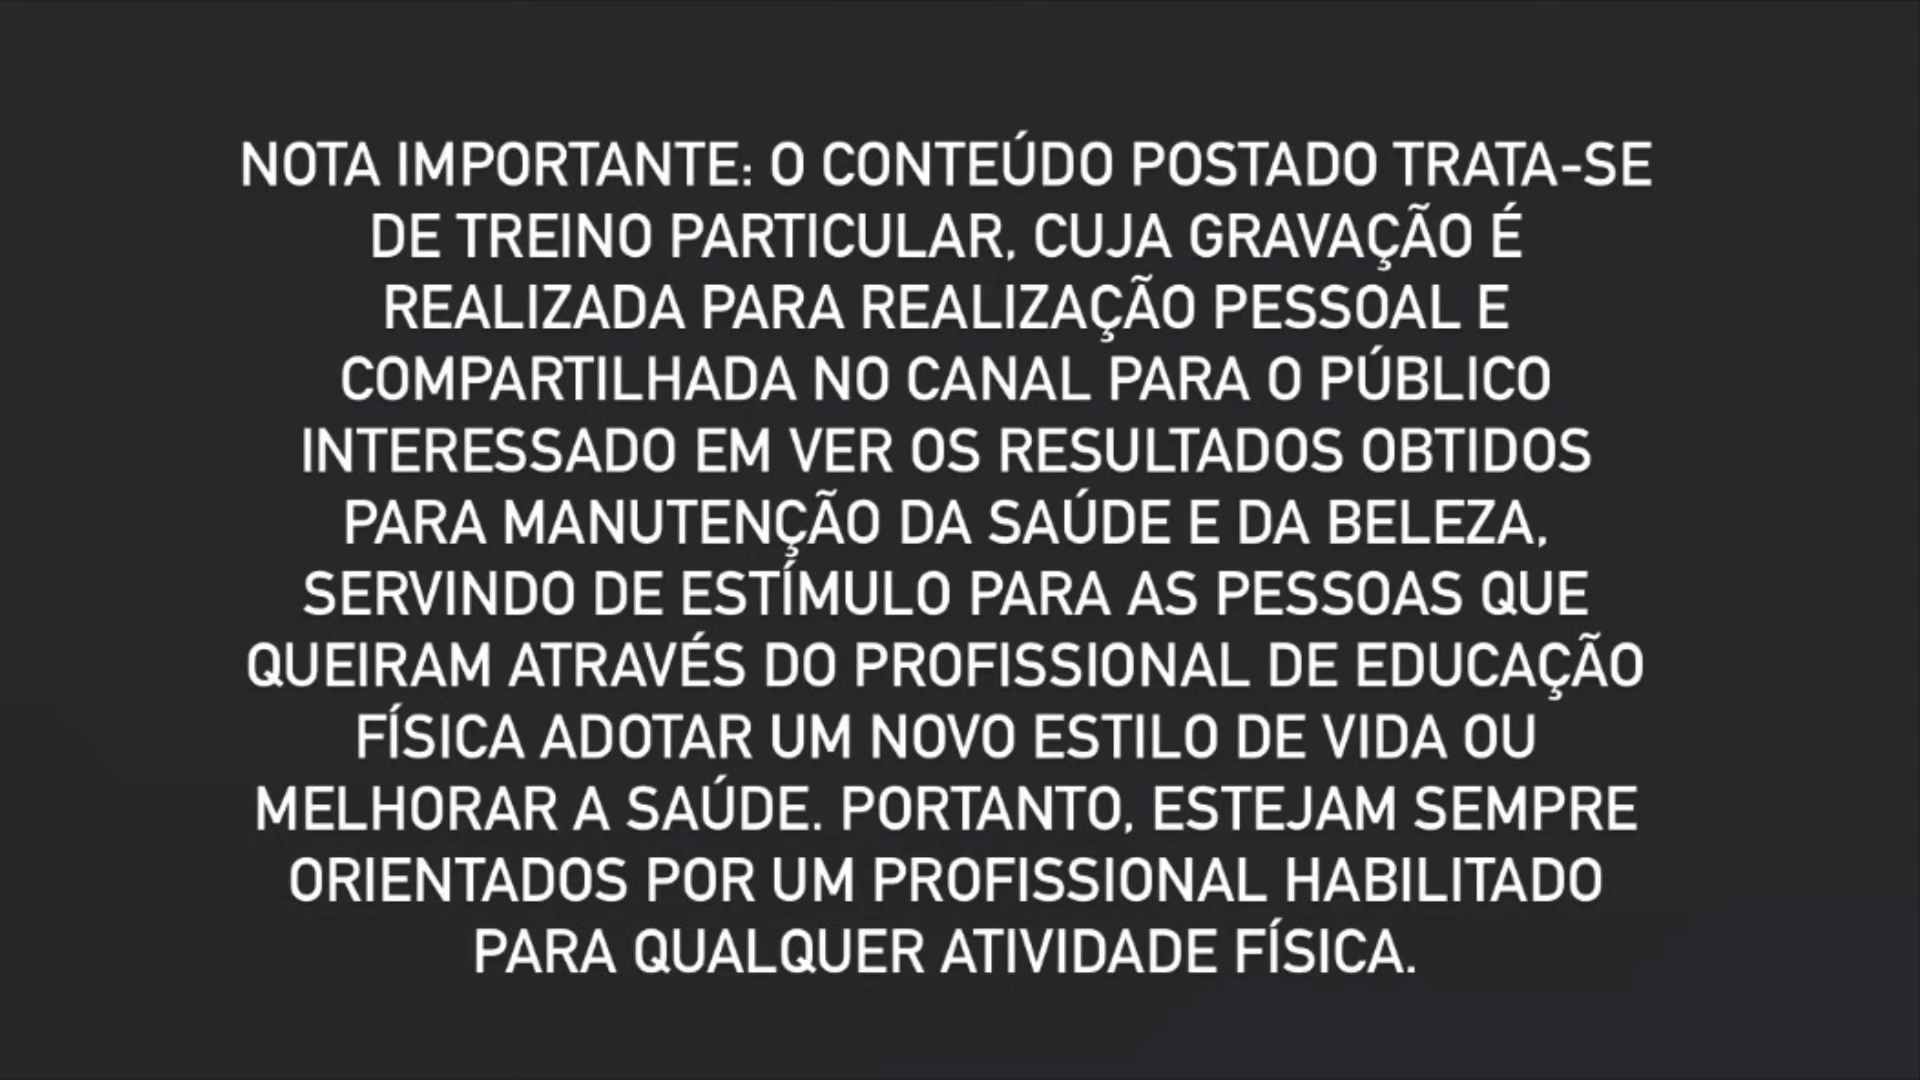 NOTA IMPORTANTE: O CONTEÚDO POSTADO TRATA-SE
DE TREINO PARTICULAR, CUJA GRAVAÇÃO É
REALIZADA PARA REALIZAÇÃO PESSOAL E
COMPARTILHADA NO CANAL PARA O PÚBLICO
INTERESSADO EM VER OS RESULTADOS OBTIDOS
PARA MANUTENÇÃO DA SAÚDE E DA BELEZA,
SERVINDO DE ESTÍMULO PARA AS PESSOAS QUE
QUEIRAM ATRAVÉS DO PROFISSIONAL DE EDUCAÇÃO
FÍSICA ADOTAR UM NOVO ESTILO DE VIDA OU
MELHORAR A SAÚDE. PORTANTO, ESTEJAM SEMPRE
ORIENTADOS POR UM PROFISSIONAL HABILITADO
PARA QUALQUER ATIVIDADE FÍSICA.